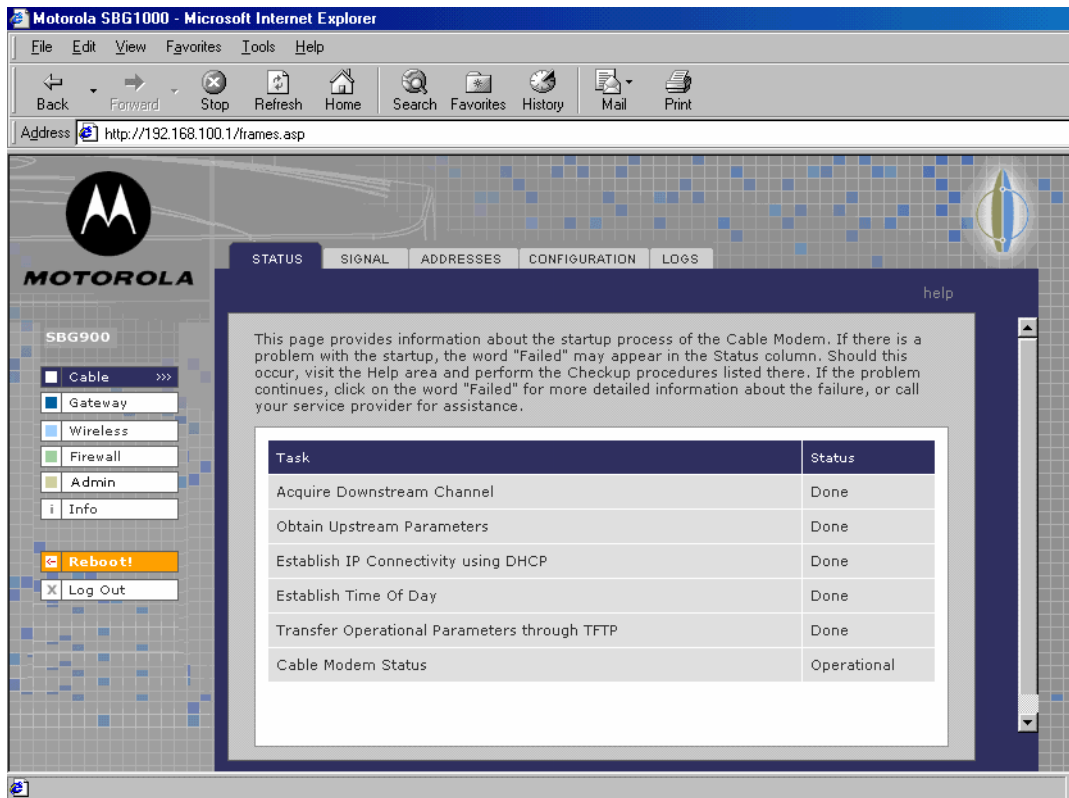 Motorola SBG1000 - Microsoft Internet Explorer
File Edit View Favorites Tools Help
Back Forward Stop Refresh Home Search Favorites History Mail Print
Address http://192.168.100.1/frames.asp
MOTOROLA
STATUS SIGNAL ADDRESSES CONFIGURATION LOGS
help
SBG900
Cable >>>
Gateway
Wireless
Firewall
Admin
i Info
Reboot!
X Log Out
This page provides information about the startup process of the Cable Modem. If there is a
problem with the startup, the word "Failed" may appear in the Status column. Should this
occur, visit the Help area and perform the Checkup procedures listed there. If the problem
continues, click on the word "Failed" for more detailed information about the failure, or call
your service provider for assistance.
Task Status
Acquire Downstream Channel Done
Obtain Upstream Parameters Done
Establish IP Connectivity using DHCP Done
Establish Time Of Day Done
Transfer Operational Parameters through TFTP Done
Cable Modem Status Operational